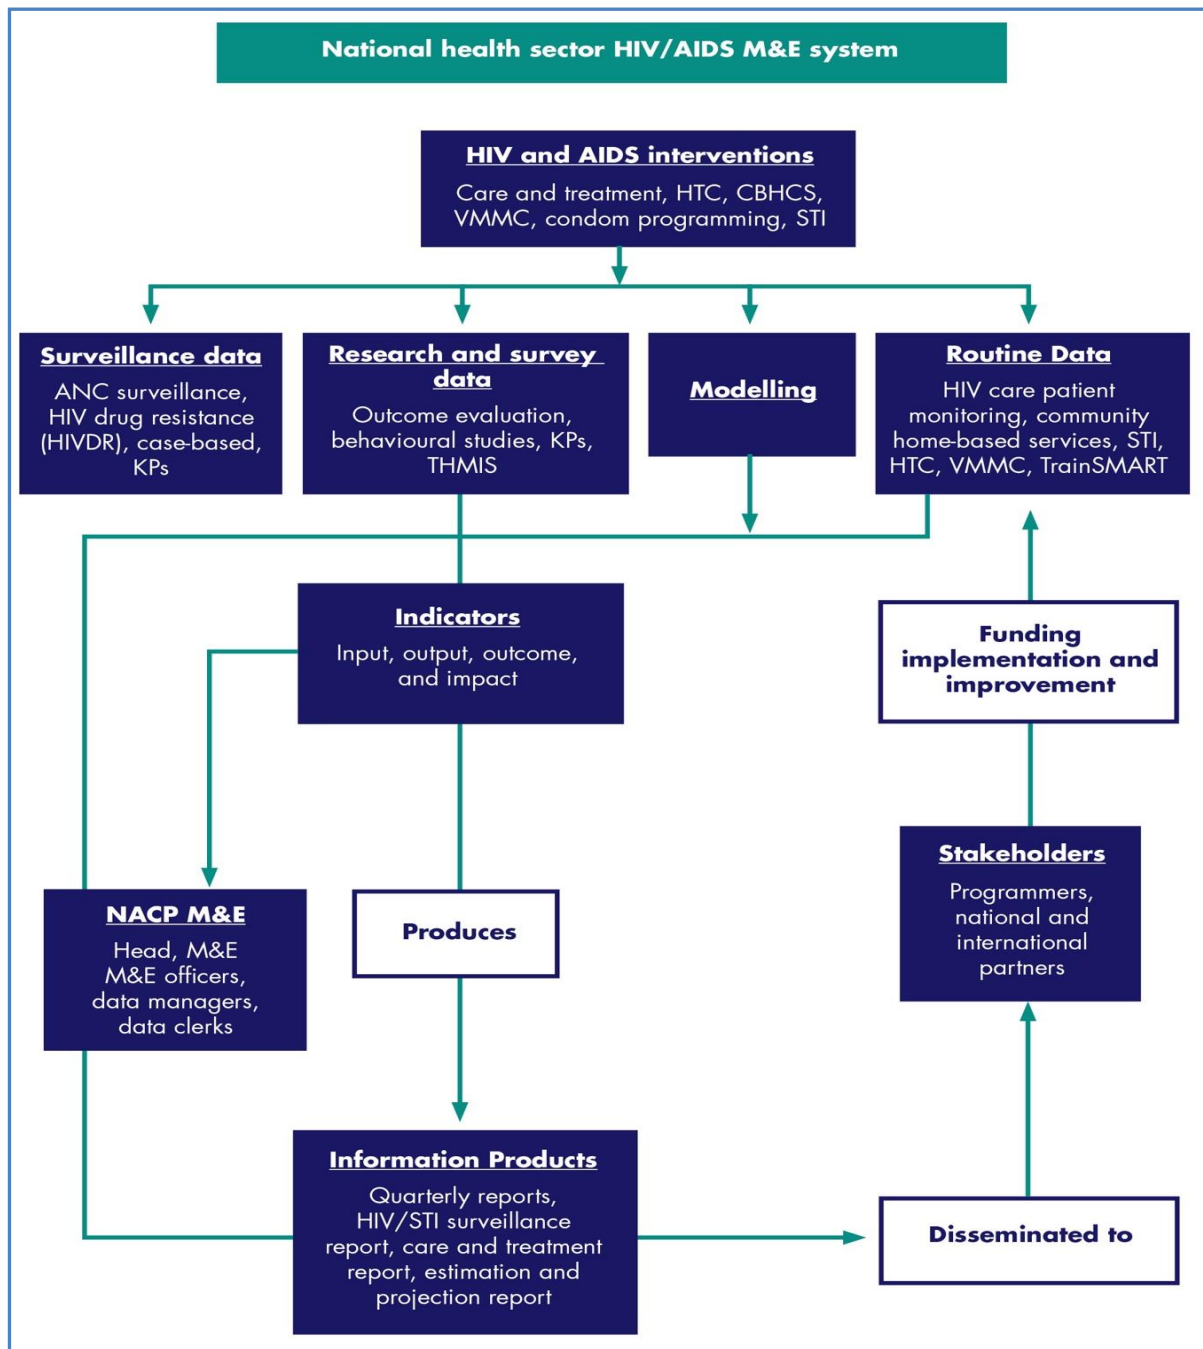 National health sector HIV/AIDS M&E system
HIV and AIDS interventions
Care and treatment, HTC, CBHCS,
VMMC, condom programming, STI
Surveillance data
ANC surveillance,
HIV drug resistance
(HIVDR), case-based,
KPs
Research and survey
data
Outcome evaluation,
behavioural studies, KPs,
THMIS
Modelling
Routine Data
HIV care patient
monitoring, community
home-based services, STI,
HTC, VMMC, TrainSMART
Indicators
Input, output, outcome,
and impact
Funding
implementation and
improvement
NACP M&E
Head, M&E
M&E officers,
data managers,
data clerks
Produces
Stakeholders
Programmers,
national and
international
partners
Information Products
Quarterly reports,
HIV/STI surveillance
report, care and treatment
report, estimation and
projection report
Disseminated to